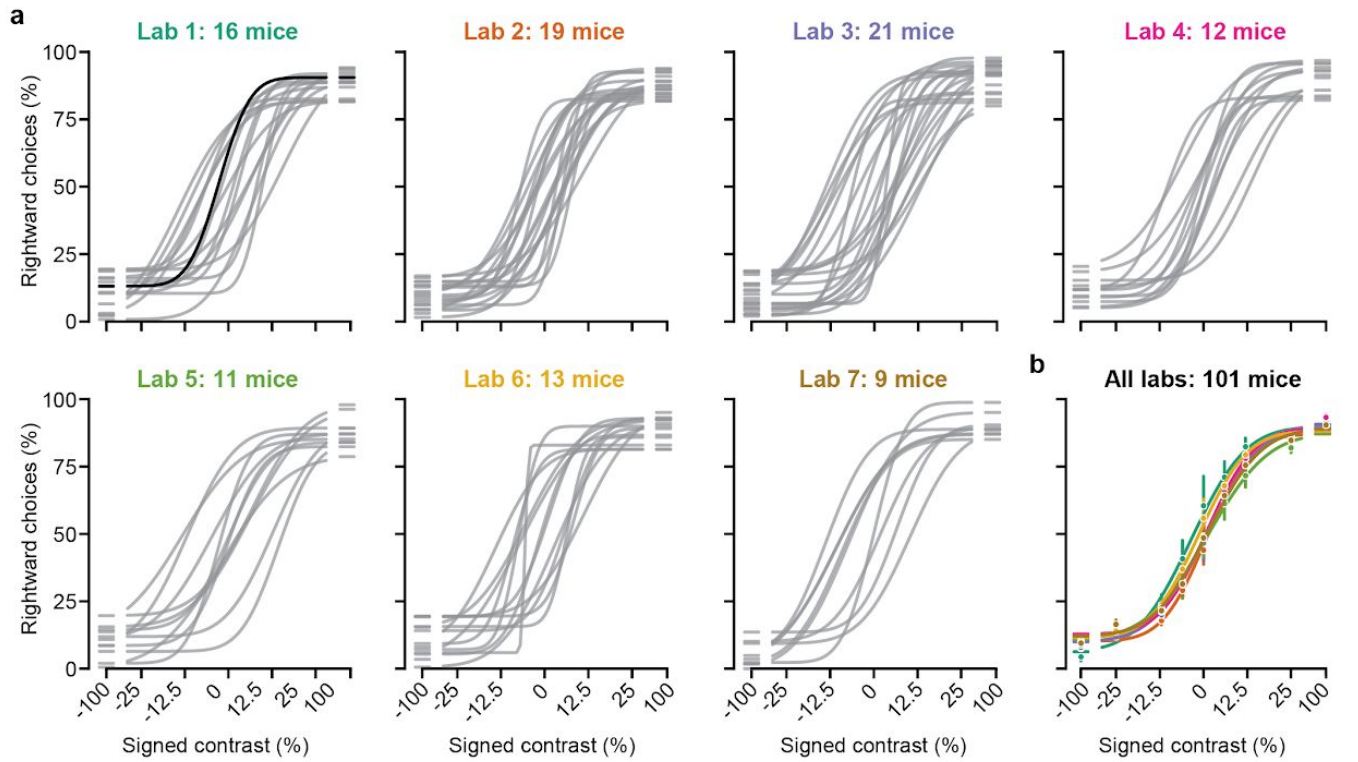 a
Lab 1: 16 mice
Lab 2: 19 mice
Lab 3: 21 mice
Lab 4: 12 mice
Rightward choices (%)
100
75
50
25
0
Lab 5: 11 mice
Lab 6: 13 mice
Lab 7: 9 mice
b
All labs: 101 mice
Rightward choices (%)
100
75
50
25
0
-100 -25 -12.5 0 12.5 25 100
-100 -25 -12.5 0 12.5 25 100
-100 -25 -12.5 0 12.5 25 100
-100 -25 -12.5 0 12.5 25 100
Signed contrast (%)
Signed contrast (%)
Signed contrast (%)
Signed contrast (%)